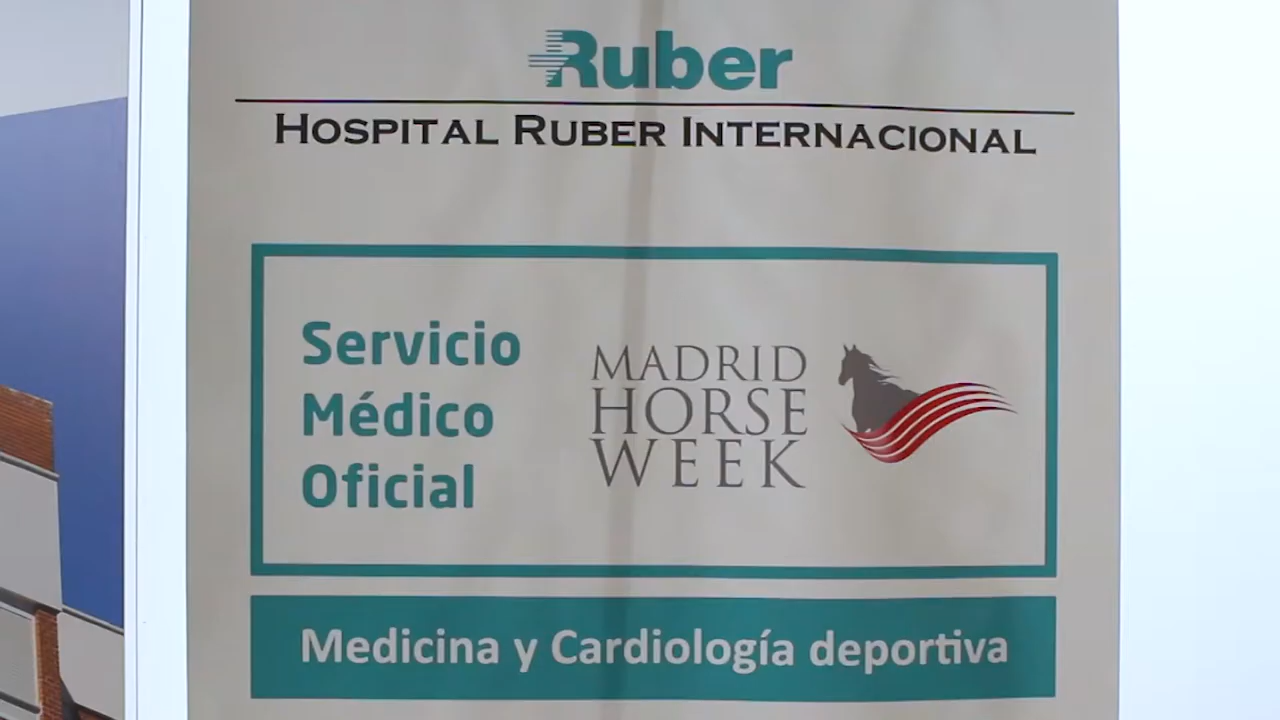 Ruber
HOSPITAL RUBER INTERNACIONAL
Servicio
Médico
Oficial
MADRID
HORSE
WEEK
Medicina y Cardiología deportiva